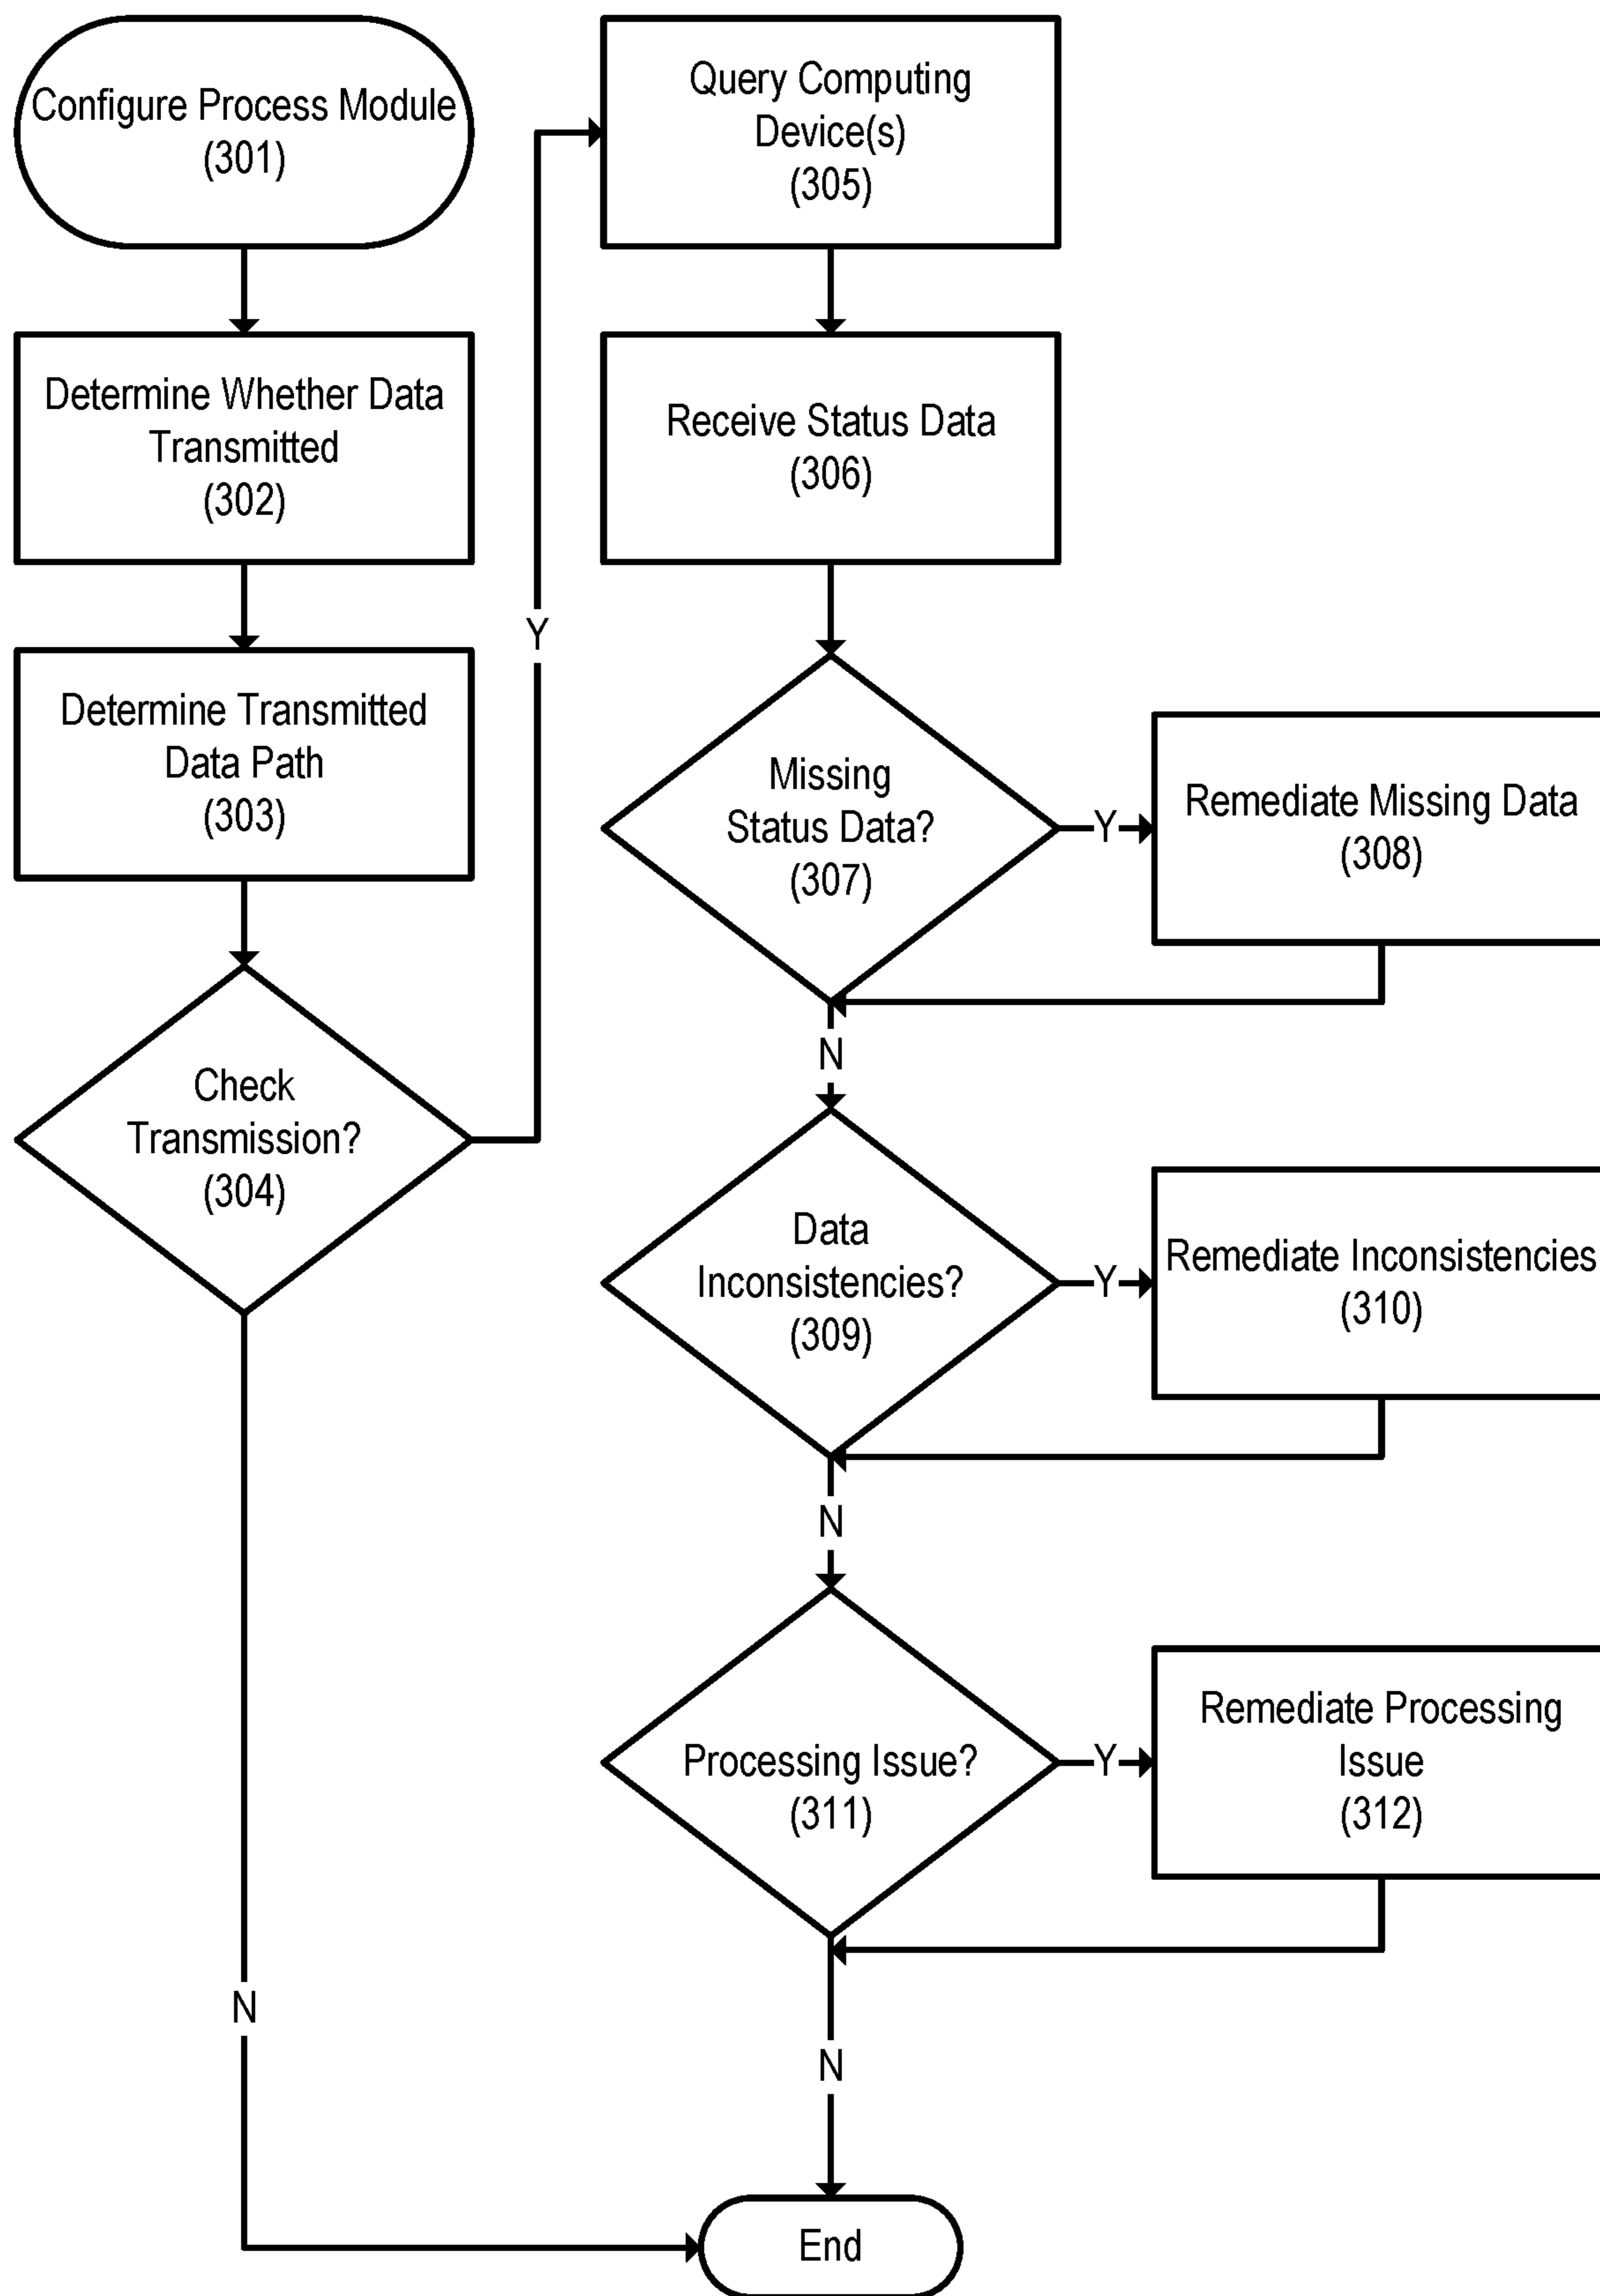 Configure Process Module
(301)
Determine Whether Data
Transmitted
(302)
Determine Transmitted
Data Path
(303)
Check
Transmission?
(304)
Y
N
Query Computing
Device(s)
(305)
Receive Status Data
(306)
Missing
Status Data?
(307)
Y
Remediate Missing Data
(308)
N
Data
Inconsistencies?
(309)
Y
Remediate Inconsistencies
(310)
N
Processing Issue?
(311)
Y
Remediate Processing
Issue
(312)
N
End